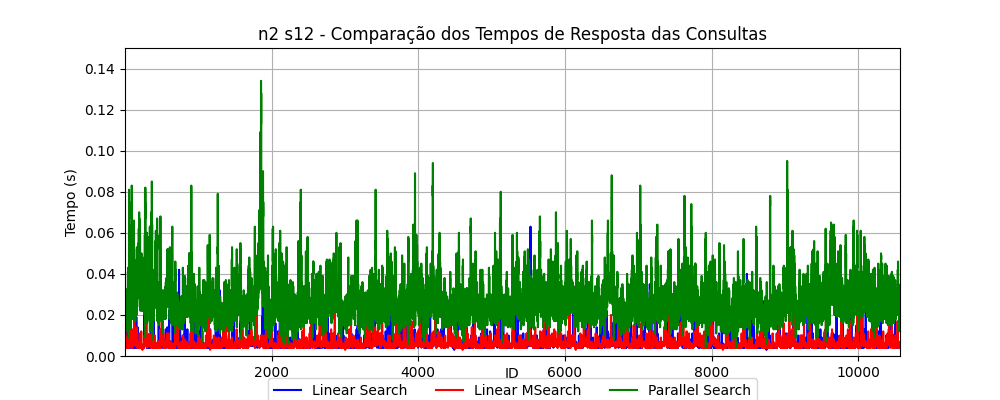 n2 s12 - Comparação dos Tempos de Resposta das Consultas
0.14
0.12
0.10
0.08
0.06
0.04
0.02
0.00
Tempo (s)
2000 4000 6000 8000 10000
ID
Linear Search Linear MSearch Parallel Search